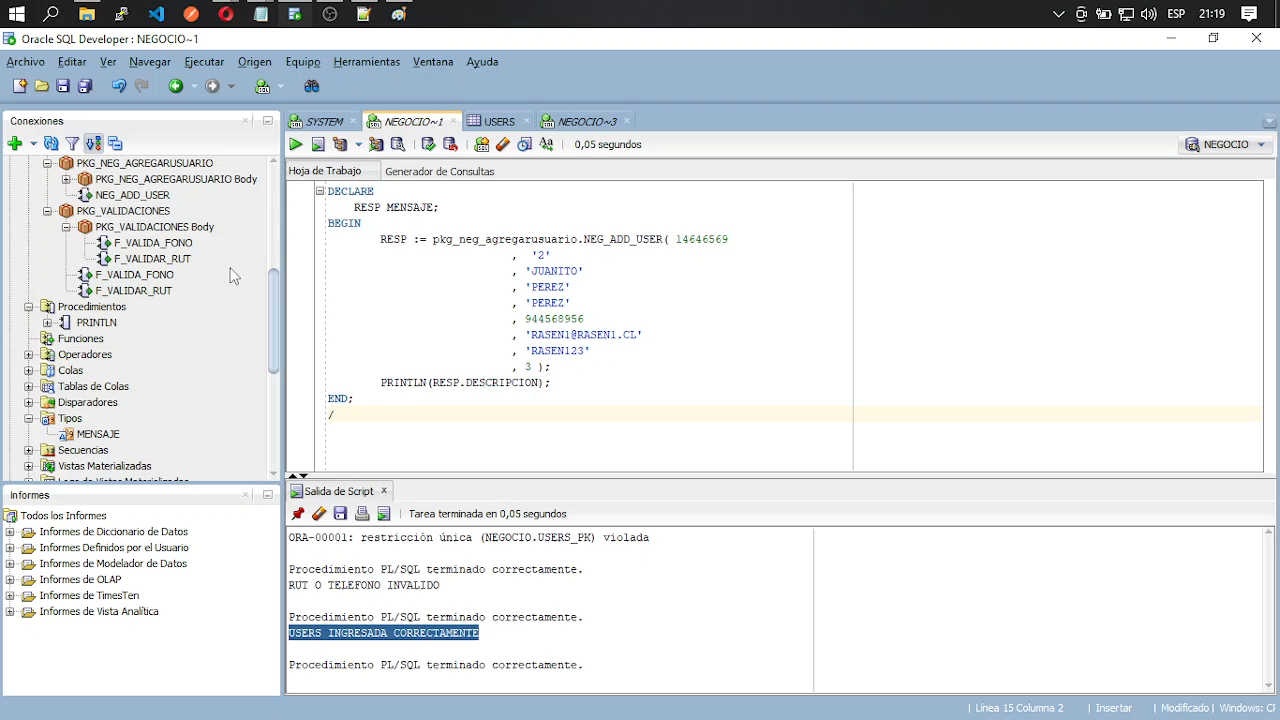 ESP 21:19
Oracle SQL Developer : NEGOCIO~1
Archivo Editar Ver Navegar Ejecutar Origen Equipo Herramientas Ventana Ayuda
Conexiones
PKG_NEG_AGREGARUSUARIO
PKG_NEG_AGREGARUSUARIO Body
NEG_ADD_USER
PKG_VALIDACIONES
PKG_VALIDACIONES Body
F_VALIDA_FONO
F_VALIDAR_RUT
F_VALIDA_FONO
F_VALIDAR_RUT
Procedimientos
PRINTLN
Funciones
Operadores
Colas
Tablas de Colas
Disparadores
Tipos
MENSAJE
Secuencias
Vistas Materializadas
Logs de Vistas Materializadas
Informes
Todos los Informes
Informes de Diccionario de Datos
Informes Definidos por el Usuario
Informes de Modelador de Datos
Informes de OLAP
Informes de TimesTen
Informes de Vista Analítica
SYSTEM NEGOCIO~1 USERS NEGOCIO~3
0,05 segundos
NEGOCIO
Hoja de Trabajo Generador de Consultas
DECLARE
RESP MENSAJE;
BEGIN
RESP := pkg_neg_agregarusuario.NEG_ADD_USER( 14646569
, '2'
, 'JUANITO'
, 'PEREZ'
, 'PEREZ'
, 944568956
, 'RASEN1@RASEN1.CL'
, 'RASEN123'
, 3 );
PRINTLN(RESP.DESCRIPCION);
END;
/
Salida de Script
Tarea terminada en 0,05 segundos
ORA-00001: restricción única (NEGOCIO.USERS_PK) violada
Procedimiento PL/SQL terminado correctamente.
RUT O TELEFONO INVALIDO
Procedimiento PL/SQL terminado correctamente.
USERS INGRESADA CORRECTAMENTE
Procedimiento PL/SQL terminado correctamente.
Línea 15 Columna 2 Insertar Modificado Windows: CF